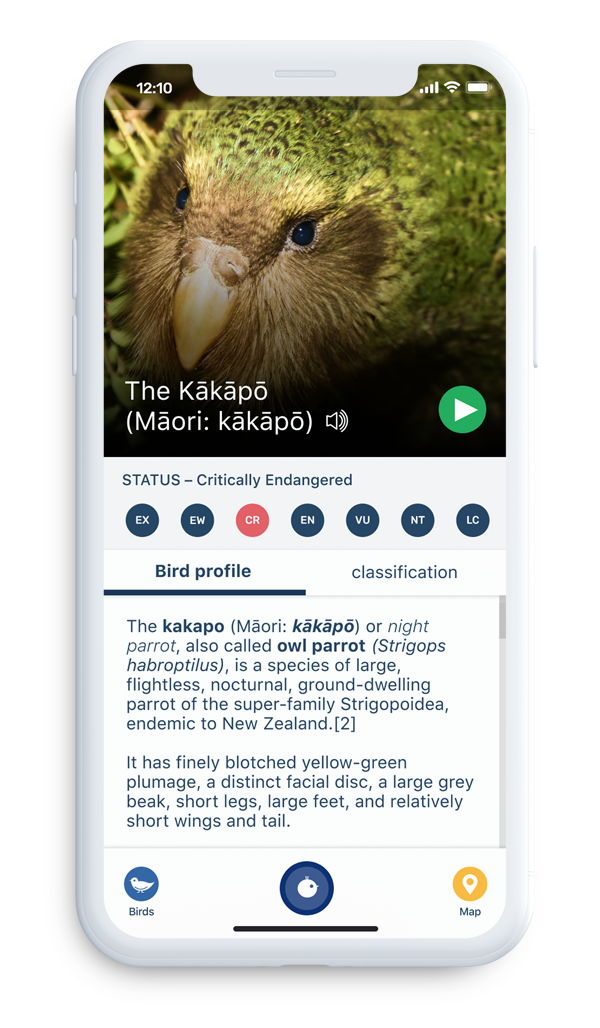 12:10
The Kākāpō
(Māori: kākāpō)
STATUS – Critically Endangered
EX EW CR EN VU NT LC
Bird profile classification
The kakapo (Māori: kākāpō) or night
parrot, also called owl parrot (Strigops
habroptilus), is a species of large,
flightless, nocturnal, ground-dwelling
parrot of the super-family Strigopoidea,
endemic to New Zealand.[2]
It has finely blotched yellow-green
plumage, a distinct facial disc, a large grey
beak, short legs, large feet, and relatively
short wings and tail.
Birds Map